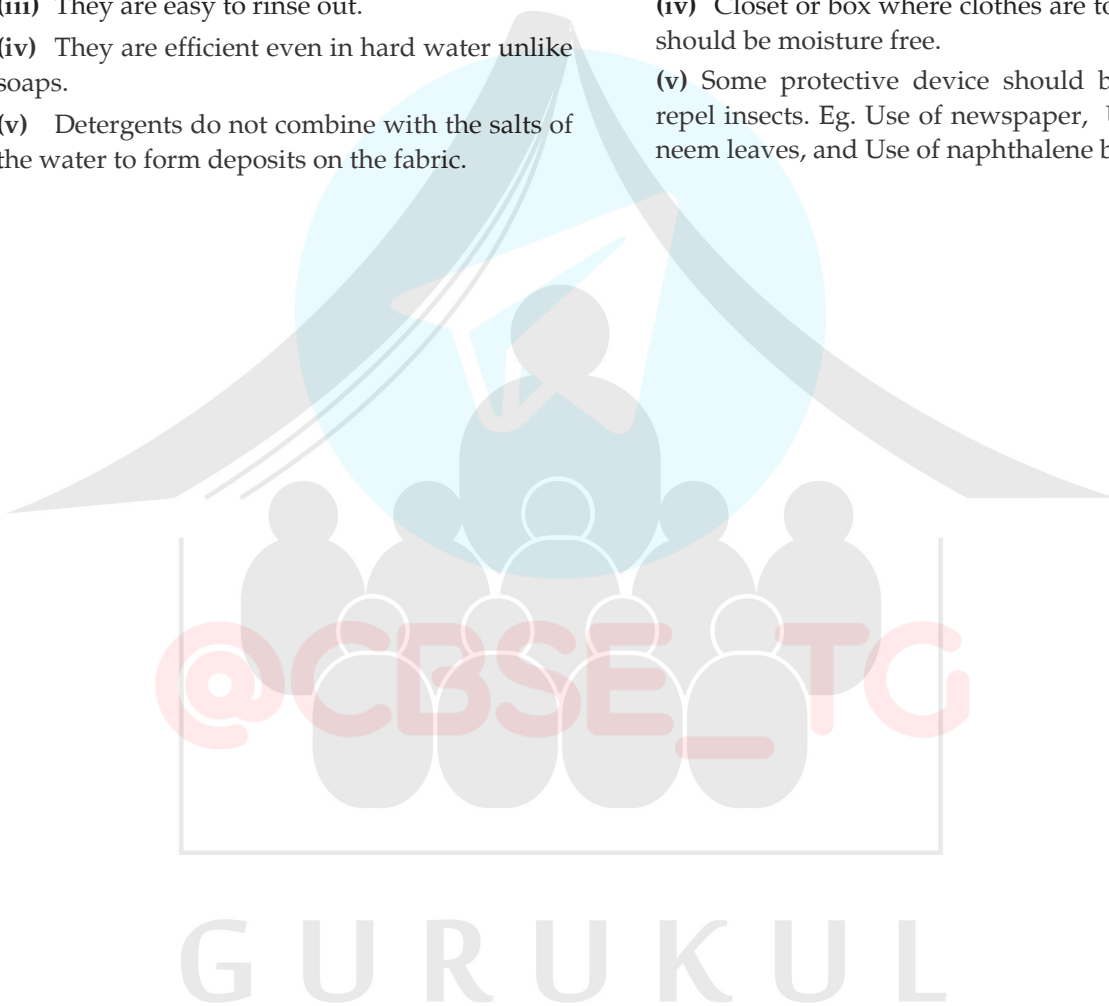 (iii) They are easy to rinse out.
(iv) They are efficient even in hard water unlike
soaps.
(v) Detergents do not combine with the salts of
the water to form deposits on the fabric.
(iv) Closet or box where clothes are
should be moisture free.
(v) Some protective device should
repel insects. Eg. Use of newspaper,
neem leaves, and Use of naphthalene
@CBSE_TG
GURUKUL